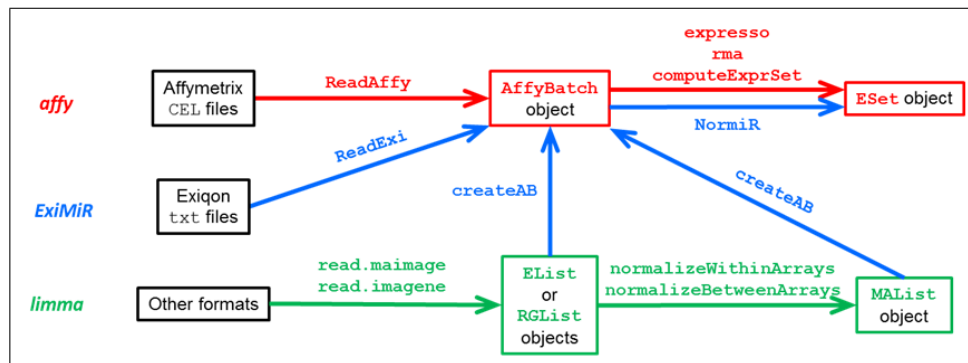 expresso
rma
computeExprSet
affy
Affymetrix
CEL files
ReadAffy
AffyBatch
object
ESet object
NormiR
ReadExi
ExiMiR
Exiqon
txt files
createAB
createAB
limma
Other formats
read.maimage
read.imagene
EList
or
RGList
objects
normalizeWithinArrays
normalizeBetweenArrays
MAList
object